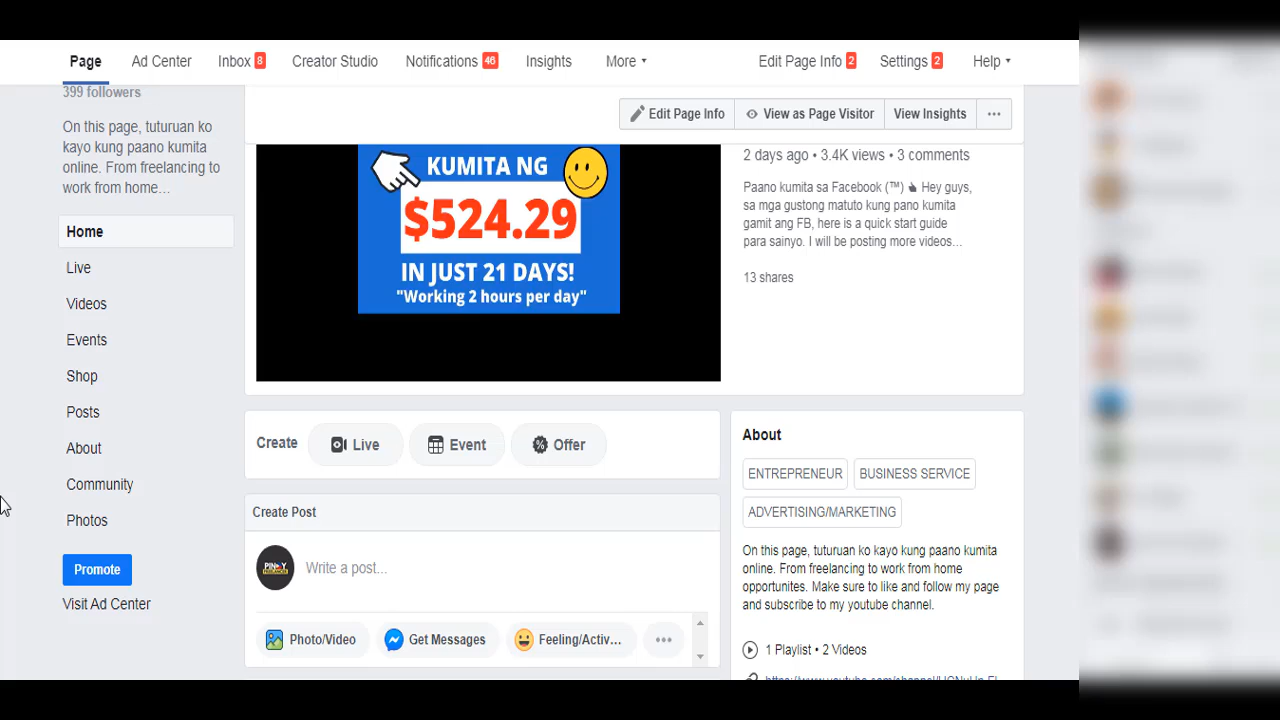 Page
Ad Center
Inbox 8
Creator Studio
Notifications 46
Insights
More
Edit Page Info 2
Settings 2
Help
399 followers
On this page, tuturuan ko
kayo kung paano kumita
online. From freelancing to
work from home...
Home
Live
Videos
Events
Shop
Posts
About
Community
Photos
Promote
Visit Ad Center
Edit Page Info
View as Page Visitor
View Insights
KUMITA NG
$524.29
IN JUST 21 DAYS!
"Working 2 hours per day"
2 days ago • 3.4K views • 3 comments
Paano kumita sa Facebook (™) Hey guys,
sa mga gustong matuto kung pano kumita
gamit ang FB, here is a quick start guide
para sainyo. I will be posting more videos...
13 shares
Create
Live
Event
Offer
Create Post
PINOY
Write a post...
Photo/Video
Get Messages
Feeling/Activ...
About
ENTREPRENEUR
BUSINESS SERVICE
ADVERTISING/MARKETING
On this page, tuturuan ko kayo kung paano kumita
online. From freelancing to work from home
opportunites. Make sure to like and follow my page
and subscribe to my youtube channel.
1 Playlist • 2 Videos